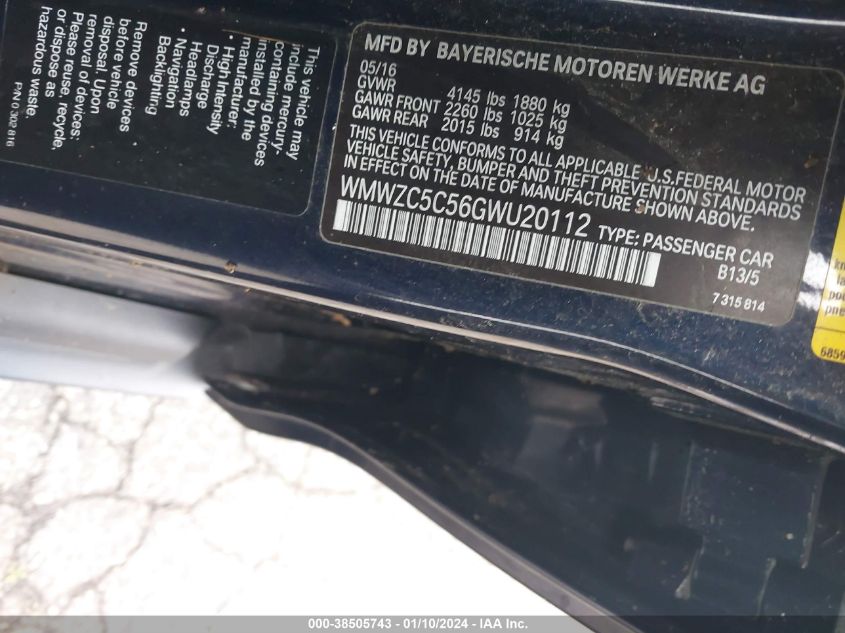 This vehicle may
include mercury-
containing devices
installed by the
manufacture:
• High Intensity
Discharge
Headlamps
Navigation
Backlighting
Remove devices
before vehicle
disposal. Upon
Removal of devices
Please reuse, recycle,
or dispose as
hazardous waste.
P/N 0 302 816
MFD BY BAYERISCHE MOTOREN WERKE AG
05/16
GVWR 4145 lbs 1880 kg
GAWR FRONT 2260 lbs 1025 kg
GAWR REAR 2015 lbs 914 kg
THIS VEHICLE CONFORMS TO ALL APPLICABLE U.S.FEDERAL MOTOR
VEHICLE SAFETY, BUMPER AND THEFT PREVENTION STANDARDS
IN EFFECT ON THE DATE OF MANUFACTURE SHOWN ABOVE.
WMWZC5C56GWU20112 TYPE: PASSENGER CAR
B13/5
7 315 814
000-38505743 - 01/10/2024 - IAA Inc.